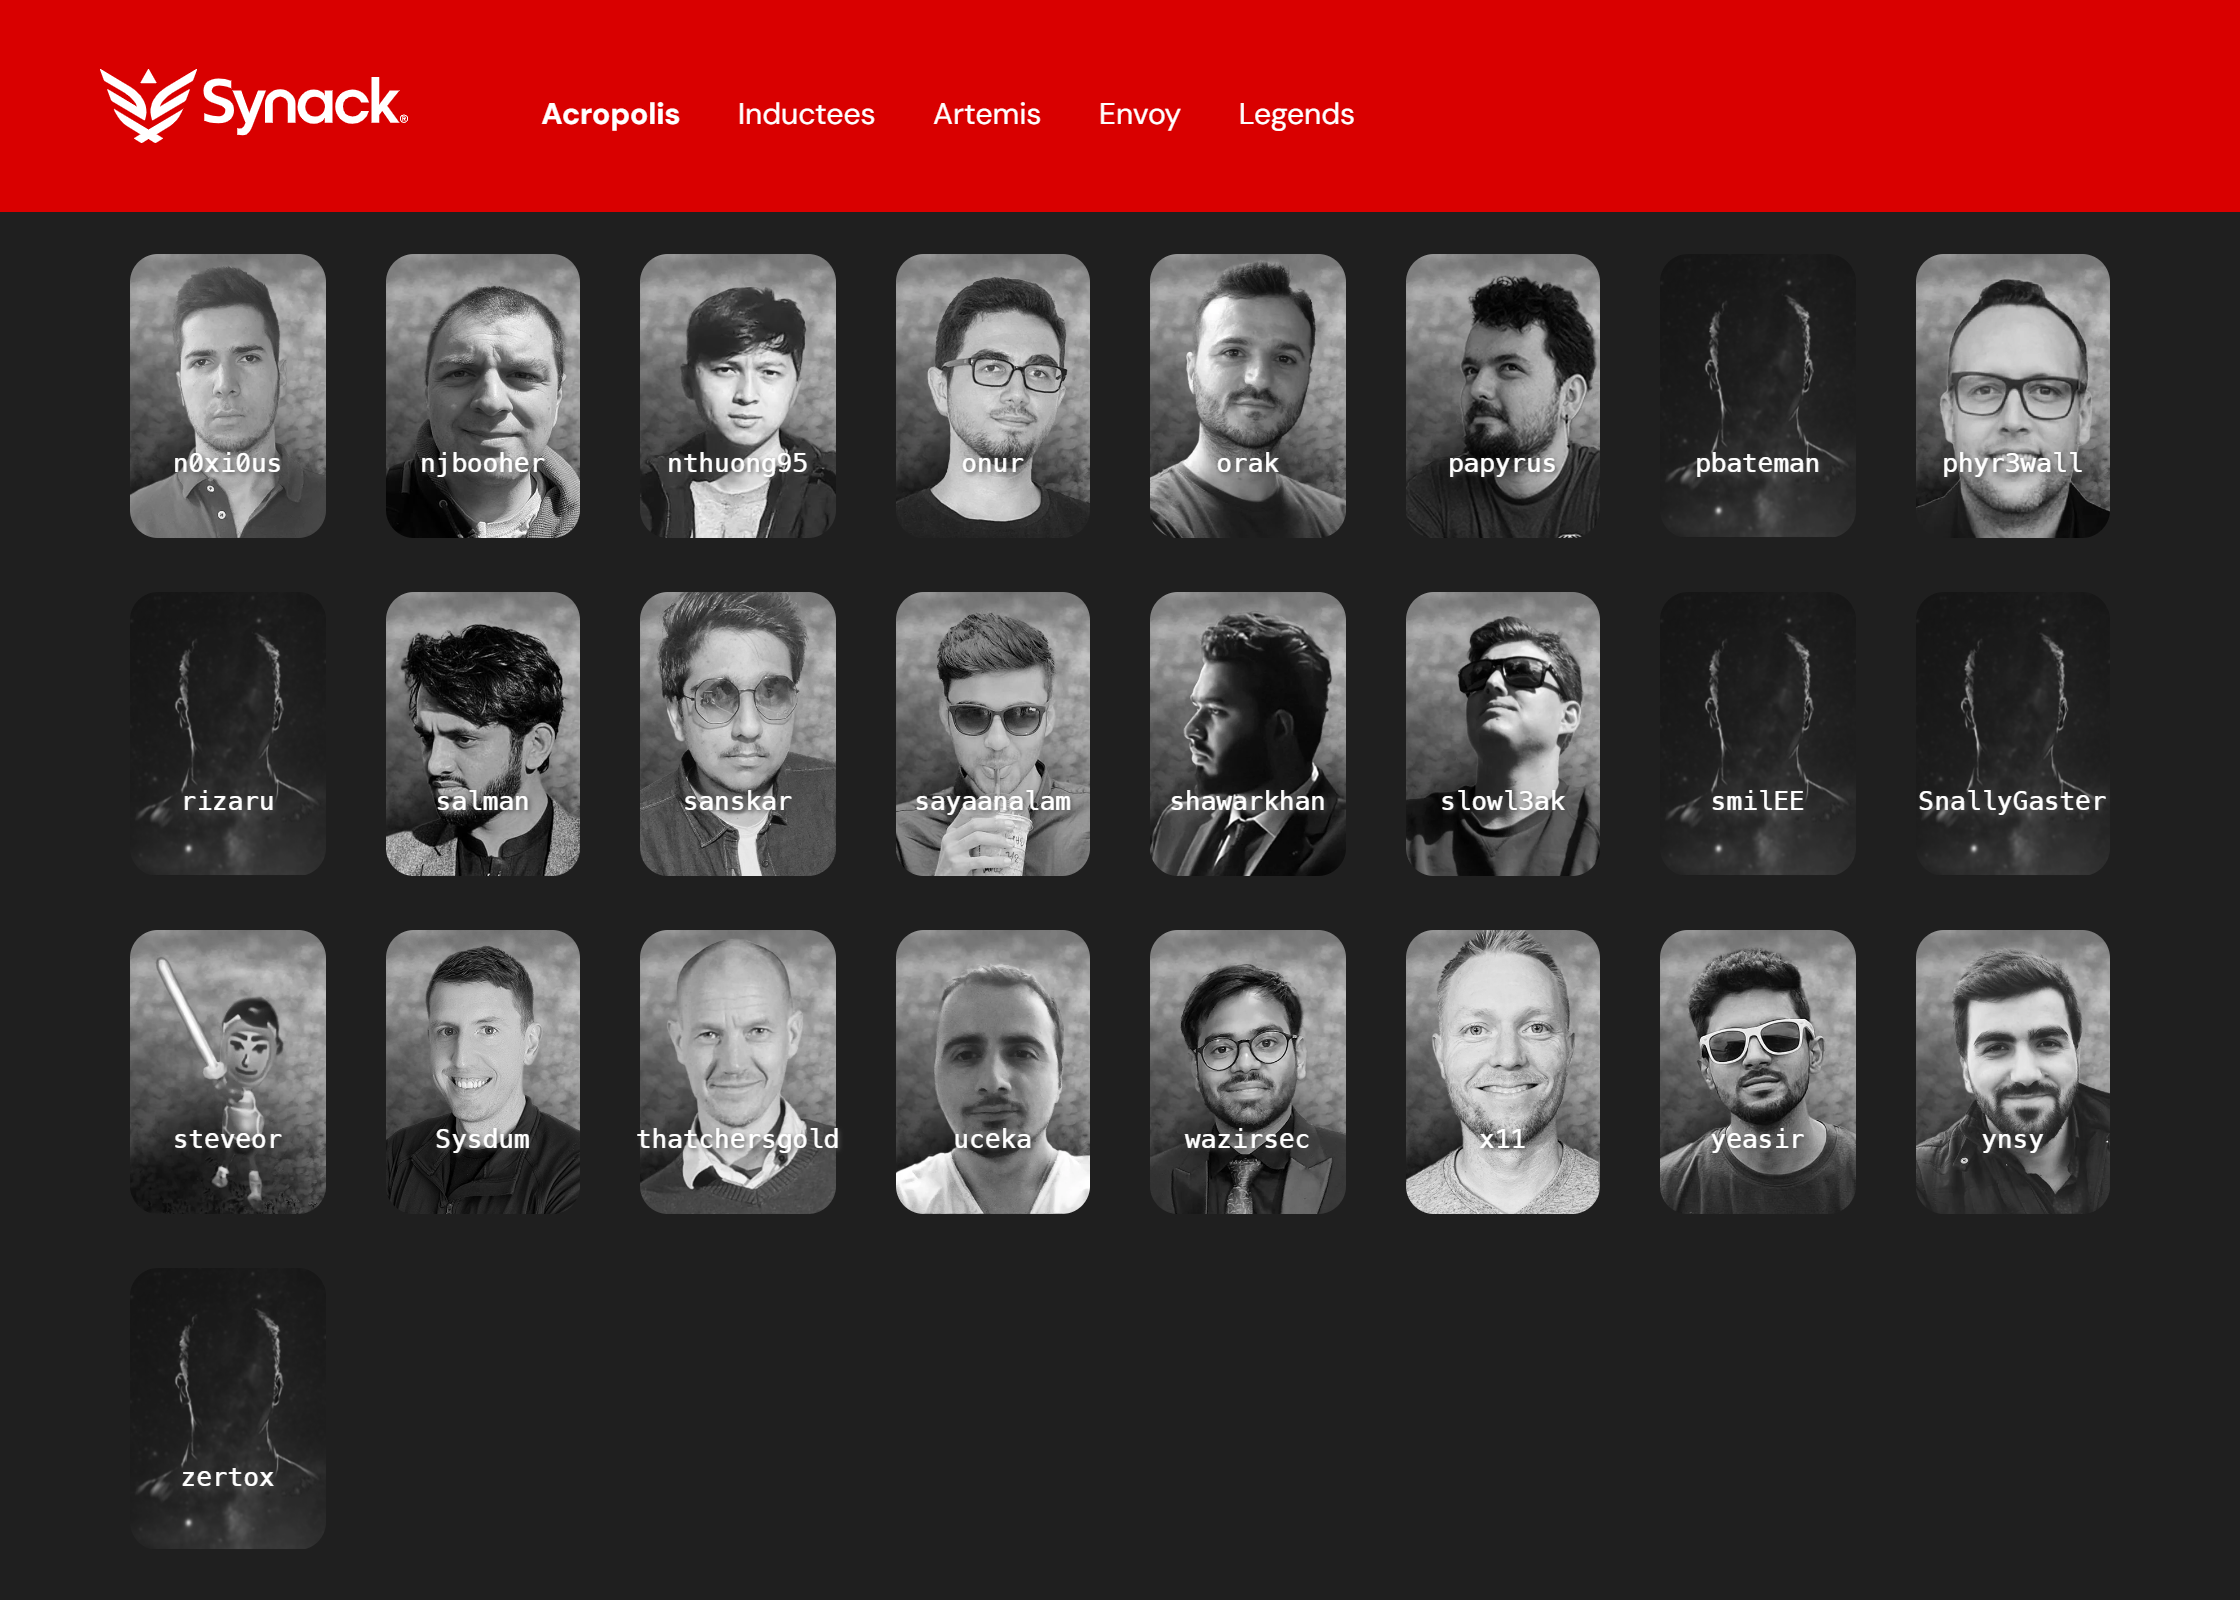 Synack®
Acropolis Inductees Artemis Envoy Legends
n0xi0us njbooher nthuong95 onur orak papyrus pbateman phyr3wall
rizaru salman sanskar sayaanalam shawarkhan slowl3ak smilEE SnallyGaster
steveor Sysdum thatchersgold uceka wazirsec x11 yeasir ynsy
zertox